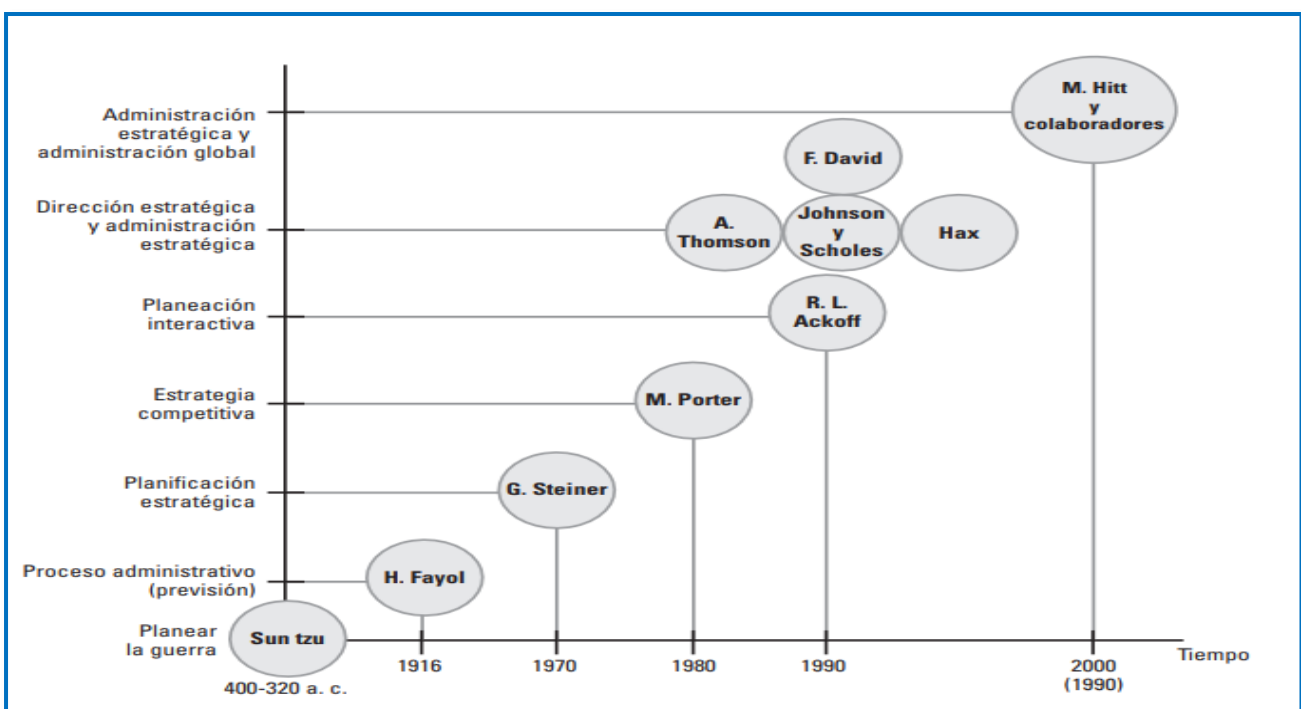 M. Hitt
y
colaboradores
Administración
estratégica y
administración global
F. David
Dirección estratégica
y administración
estratégica
A.
Thomson
Johnson
y
Scholes
Hax
Planeación
interactiva
R. L.
Ackoff
Estrategia
competitiva
M. Porter
Planificación
estratégica
G. Steiner
Proceso administrativo
(previsión)
H. Fayol
Planear
la guerra
Sun tzu
400-320 a. c.
1916
1970
1980
1990
2000
(1990)
Tiempo